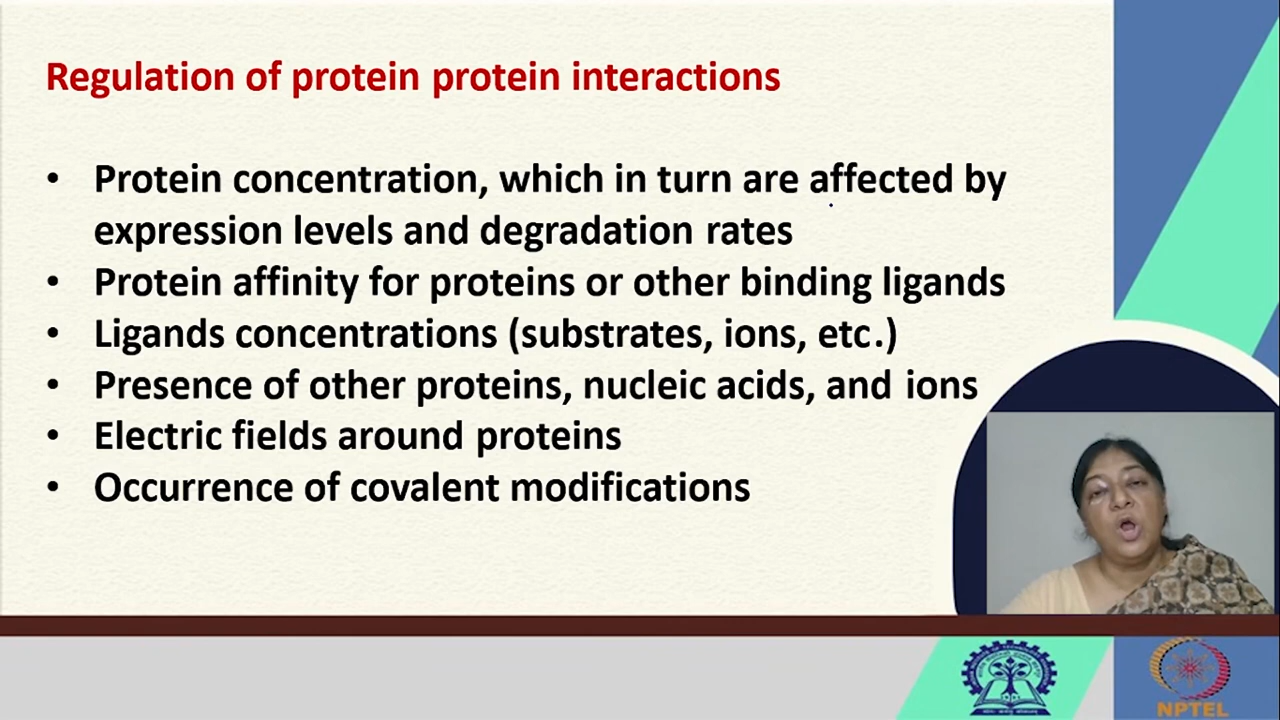 Regulation of protein protein interactions
• Protein concentration, which in turn are affected by
expression levels and degradation rates
• Protein affinity for proteins or other binding ligands
• Ligands concentrations (substrates, ions, etc.)
• Presence of other proteins, nucleic acids, and ions
• Electric fields around proteins
• Occurrence of covalent modifications
NPTEL